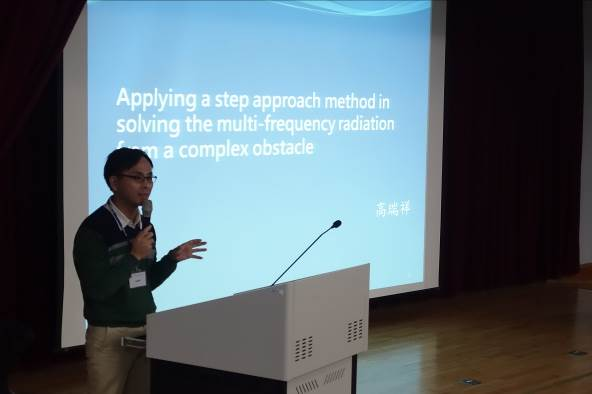 Applying a step approach method in
solving the multi-frequency radiation
from a complex obstacle
高瑞祥